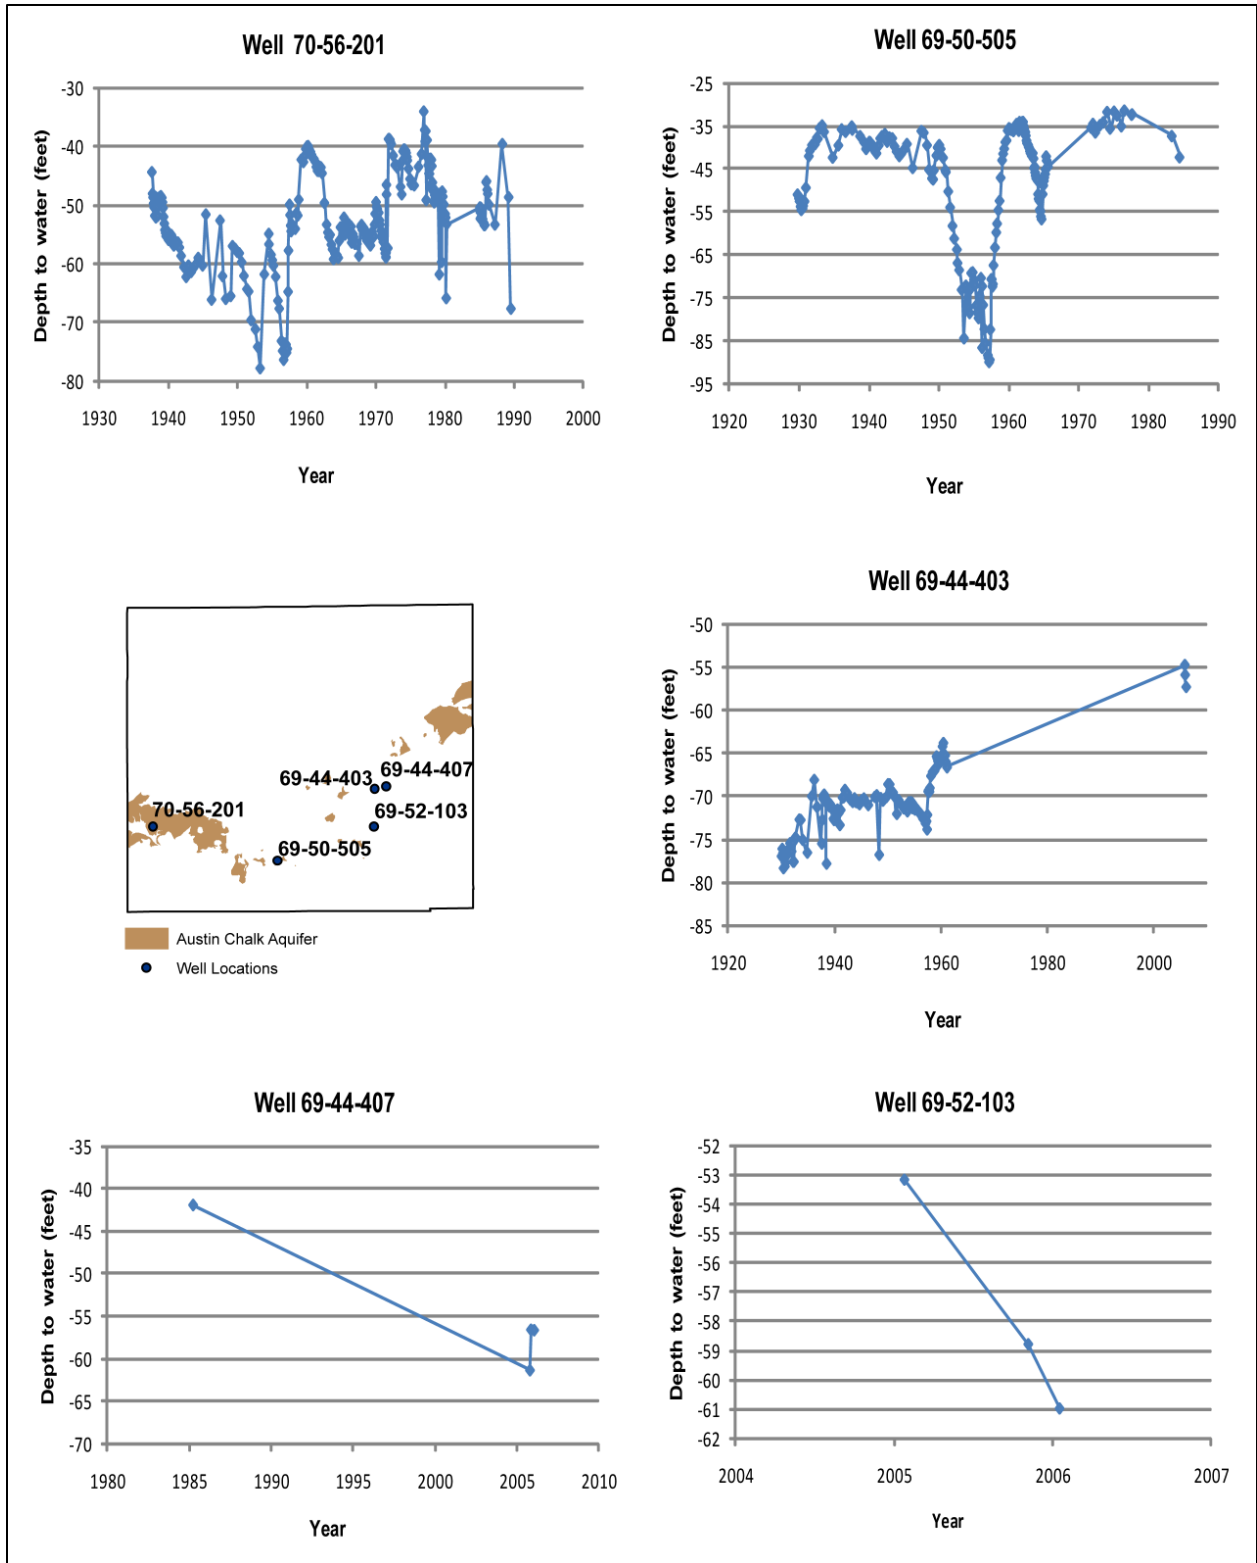 Well 70-56-201
Depth to water (feet)
-30
-40
-50
-60
-70
-80
1930 1940 1950 1960 1970 1980 1990 2000
Year
Well 69-50-505
Depth to water (feet)
-25
-35
-45
-55
-65
-75
-85
-95
1920 1930 1940 1950 1960 1970 1980 1990
Year
69-44-403 69-44-407
70-56-201 69-52-103
69-50-505
Austin Chalk Aquifer
Well Locations
Well 69-44-403
Depth to water (feet)
-50
-55
-60
-65
-70
-75
-80
-85
1920 1940 1960 1980 2000
Year
Well 69-44-407
Depth to water (feet)
-35
-40
-45
-50
-55
-60
-65
-70
1980 1985 1990 1995 2000 2005 2010
Year
Well 69-52-103
Depth to water (feet)
-52
-53
-54
-55
-56
-57
-58
-59
-60
-61
-62
2004 2005 2006 2007
Year